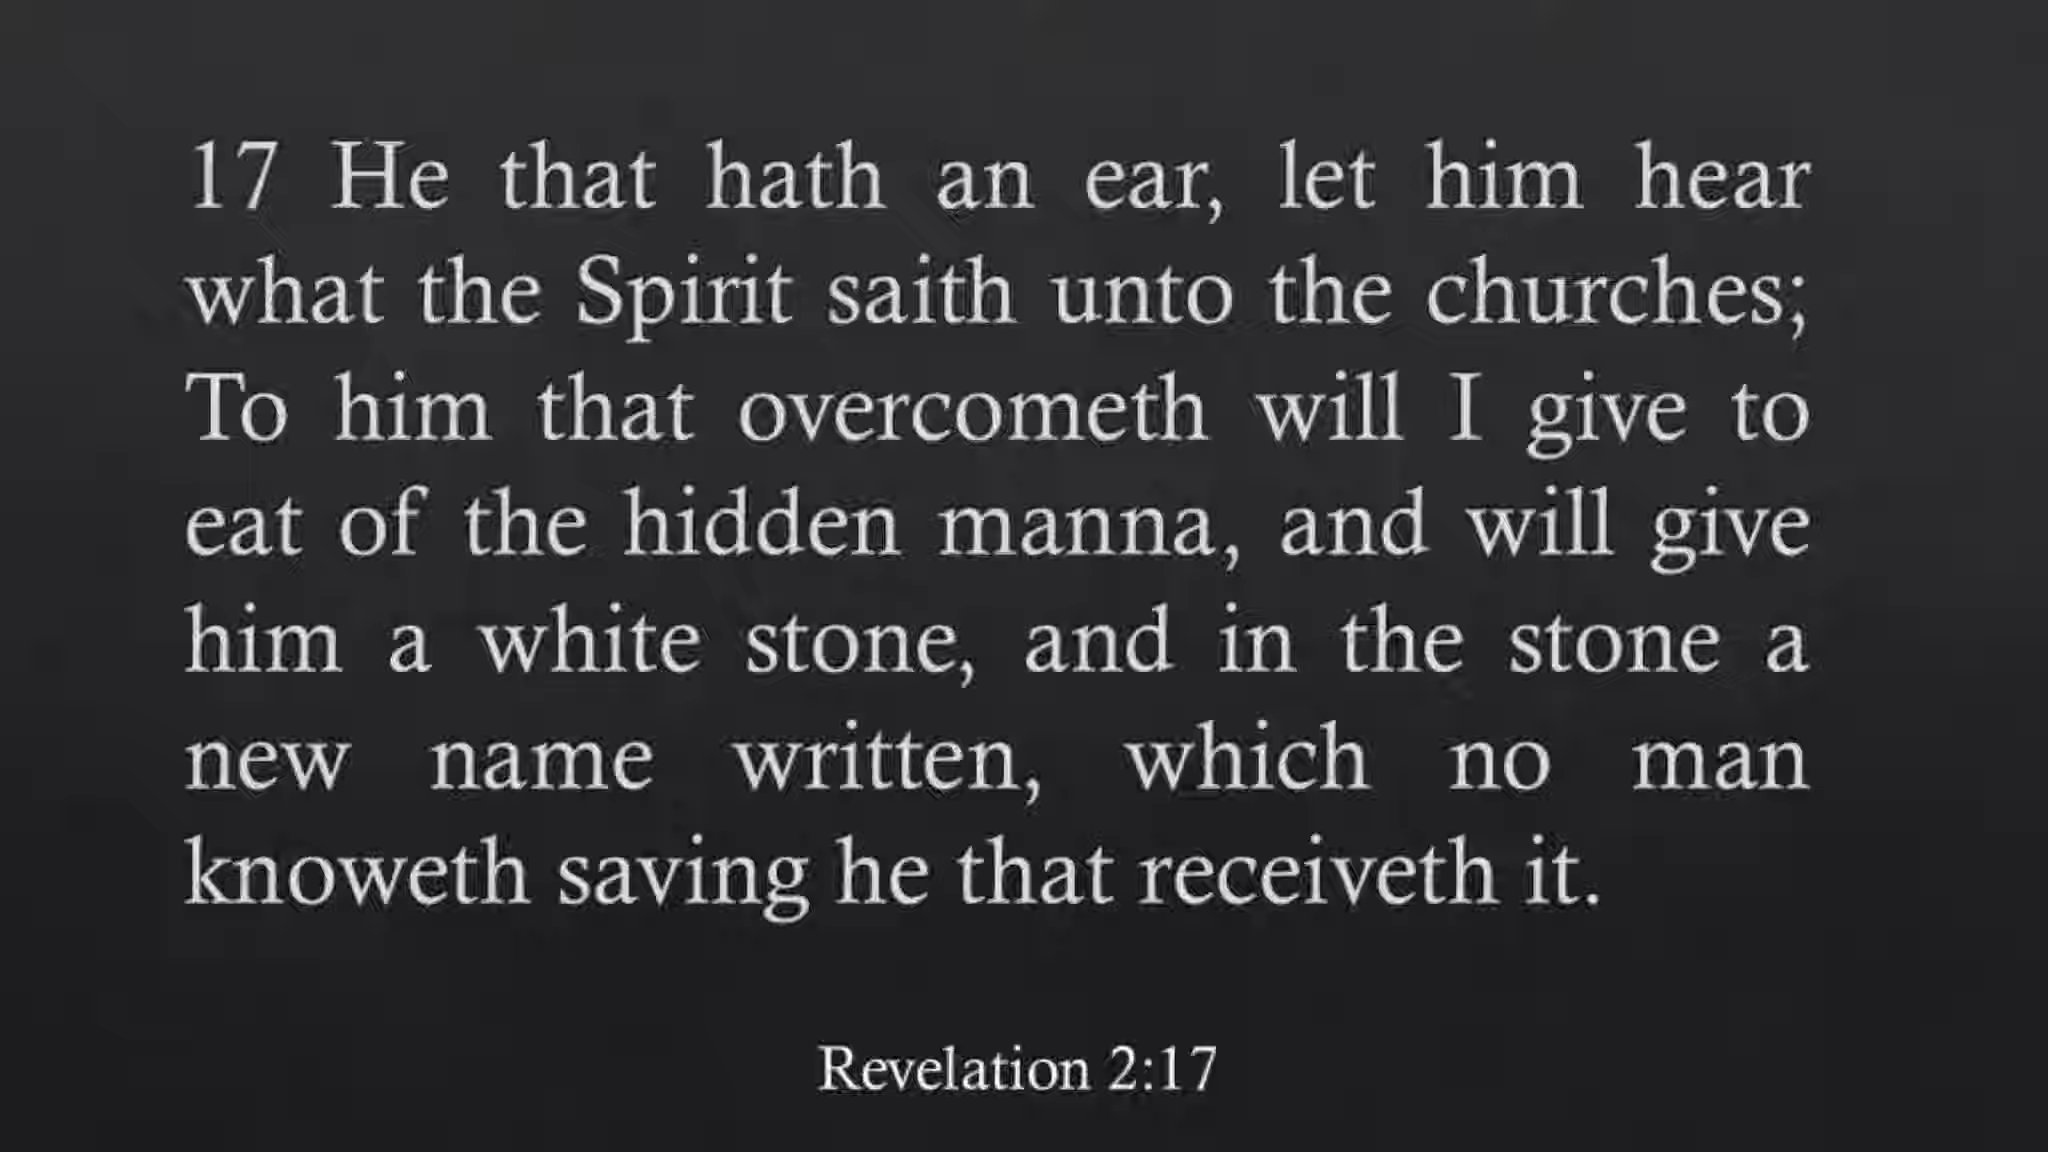 17 He that hath an ear, let him hear
what the Spirit saith unto the churches;
To him that overcometh will I give to
eat of the hidden manna, and will give
him a white stone, and in the stone a
new name written, which no man
knoweth saving he that receiveth it.
Revelation 2:17